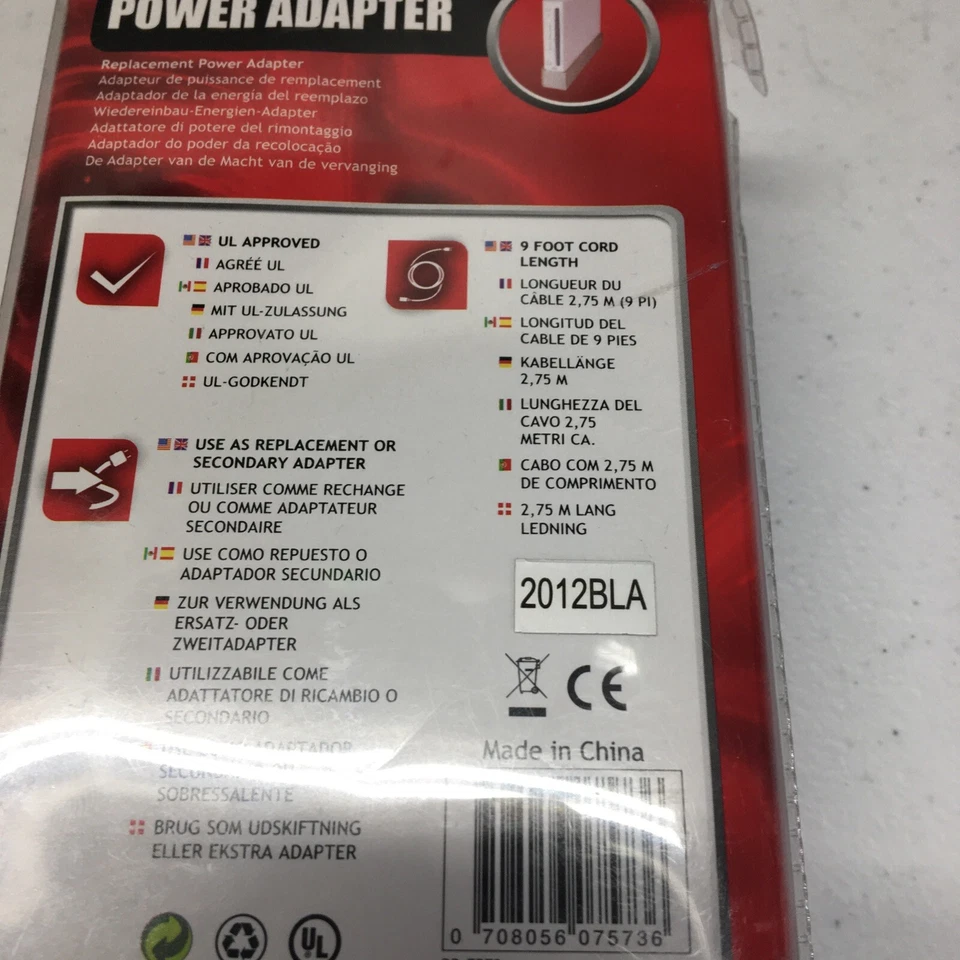 POWER ADAPTER
Replacement Power Adapter
Adapteur de puissance de remplacement
Adaptador de la energía del reemplazo
Wiedereinbau-Energien-Adapter
Adattatore di potere del rimontaggio
Adaptador do poder da recolocação
De Adapter van de Macht van de vervanging
UL APPROVED
AGRÉÉ UL
APROBADO UL
MIT UL-ZULASSUNG
APPROVATO UL
COM APROVAÇÃO UL
UL-GODKENDT
9 FOOT CORD
LENGTH
LONGUEUR DU
CÂBLE 2,75 M (9 PI)
LONGITUD DEL
CABLE DE 9 PIES
KABELLÄNGE
2,75 M
LUNGHEZZA DEL
CAVO 2,75
METRI CA.
CABO COM 2,75 M
DE COMPRIMENTO
2,75 M LANG
LEDNING
USE AS REPLACEMENT OR
SECONDARY ADAPTER
UTILISER COMME RECHANGE
OU COMME ADAPTATEUR
SECONDAIRE
USE COMO REPUESTO O
ADAPTADOR SECUNDARIO
ZUR VERWENDUNG ALS
ERSATZ- ODER
ZWEITADAPTER
UTILIZZABILE COME
ADATTATORE DI RICAMBIO O
SECONDARIO
ADAPTADOR
OU
SOBRESSALENTE
BRUG SOM UDSKIFTNING
ELLER EKSTRA ADAPTER
2012BLA
CE
Made in China
0 708056 075736
UL